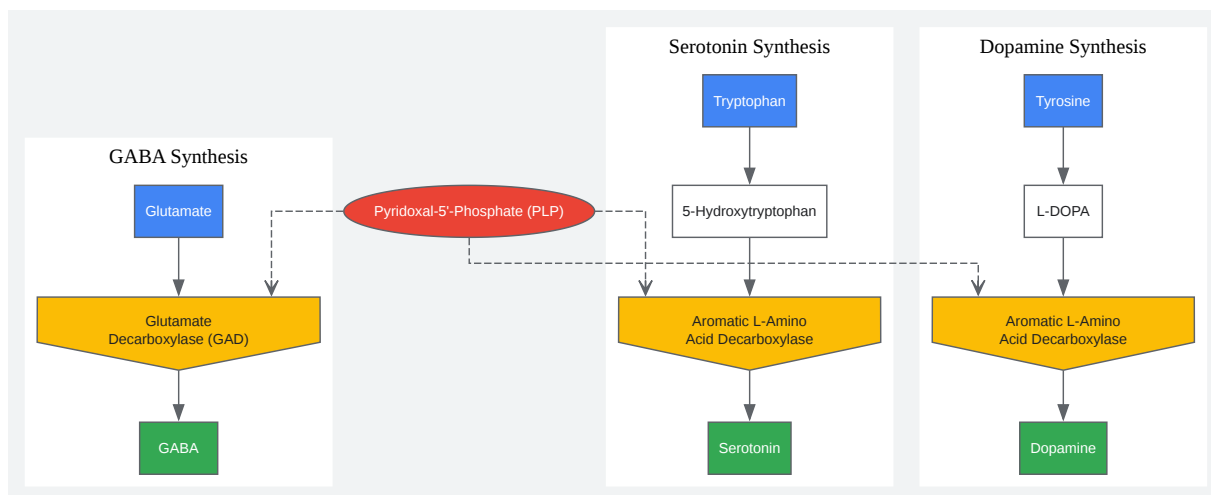 Serotonin Synthesis
Dopamine Synthesis
Tryptophan
Tyrosine
GABA Synthesis
Glutamate
Pyridoxal-5'-Phosphate (PLP)
5-Hydroxytryptophan
L-DOPA
Glutamate
Decarboxylase (GAD)
Aromatic L-Amino
Acid Decarboxylase
Aromatic L-Amino
Acid Decarboxylase
GABA
Serotonin
Dopamine